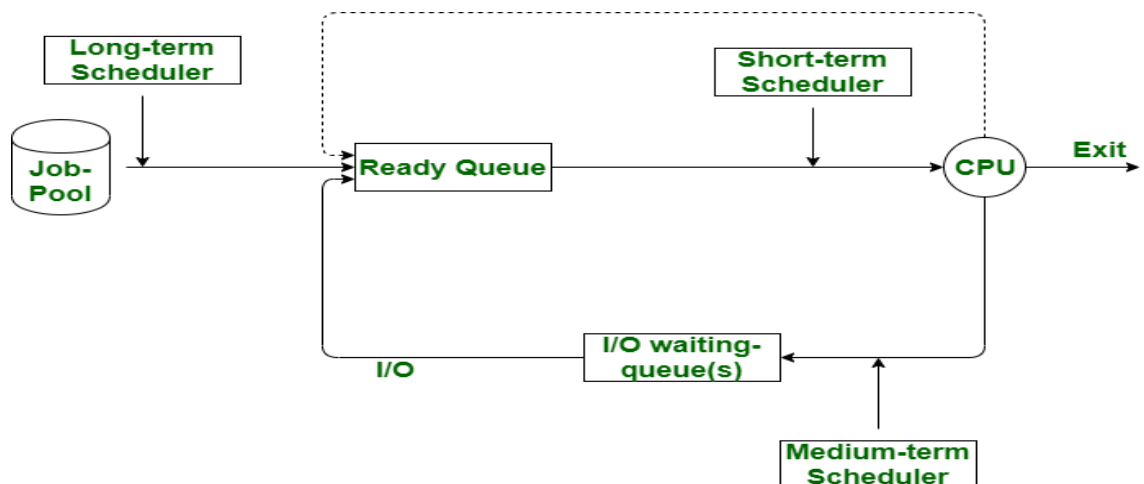 Long-term
Scheduler
Short-term
Scheduler
Job-
Pool
Ready Queue
CPU
Exit
I/O waiting-
queue(s)
I/O
Medium-term
Scheduler